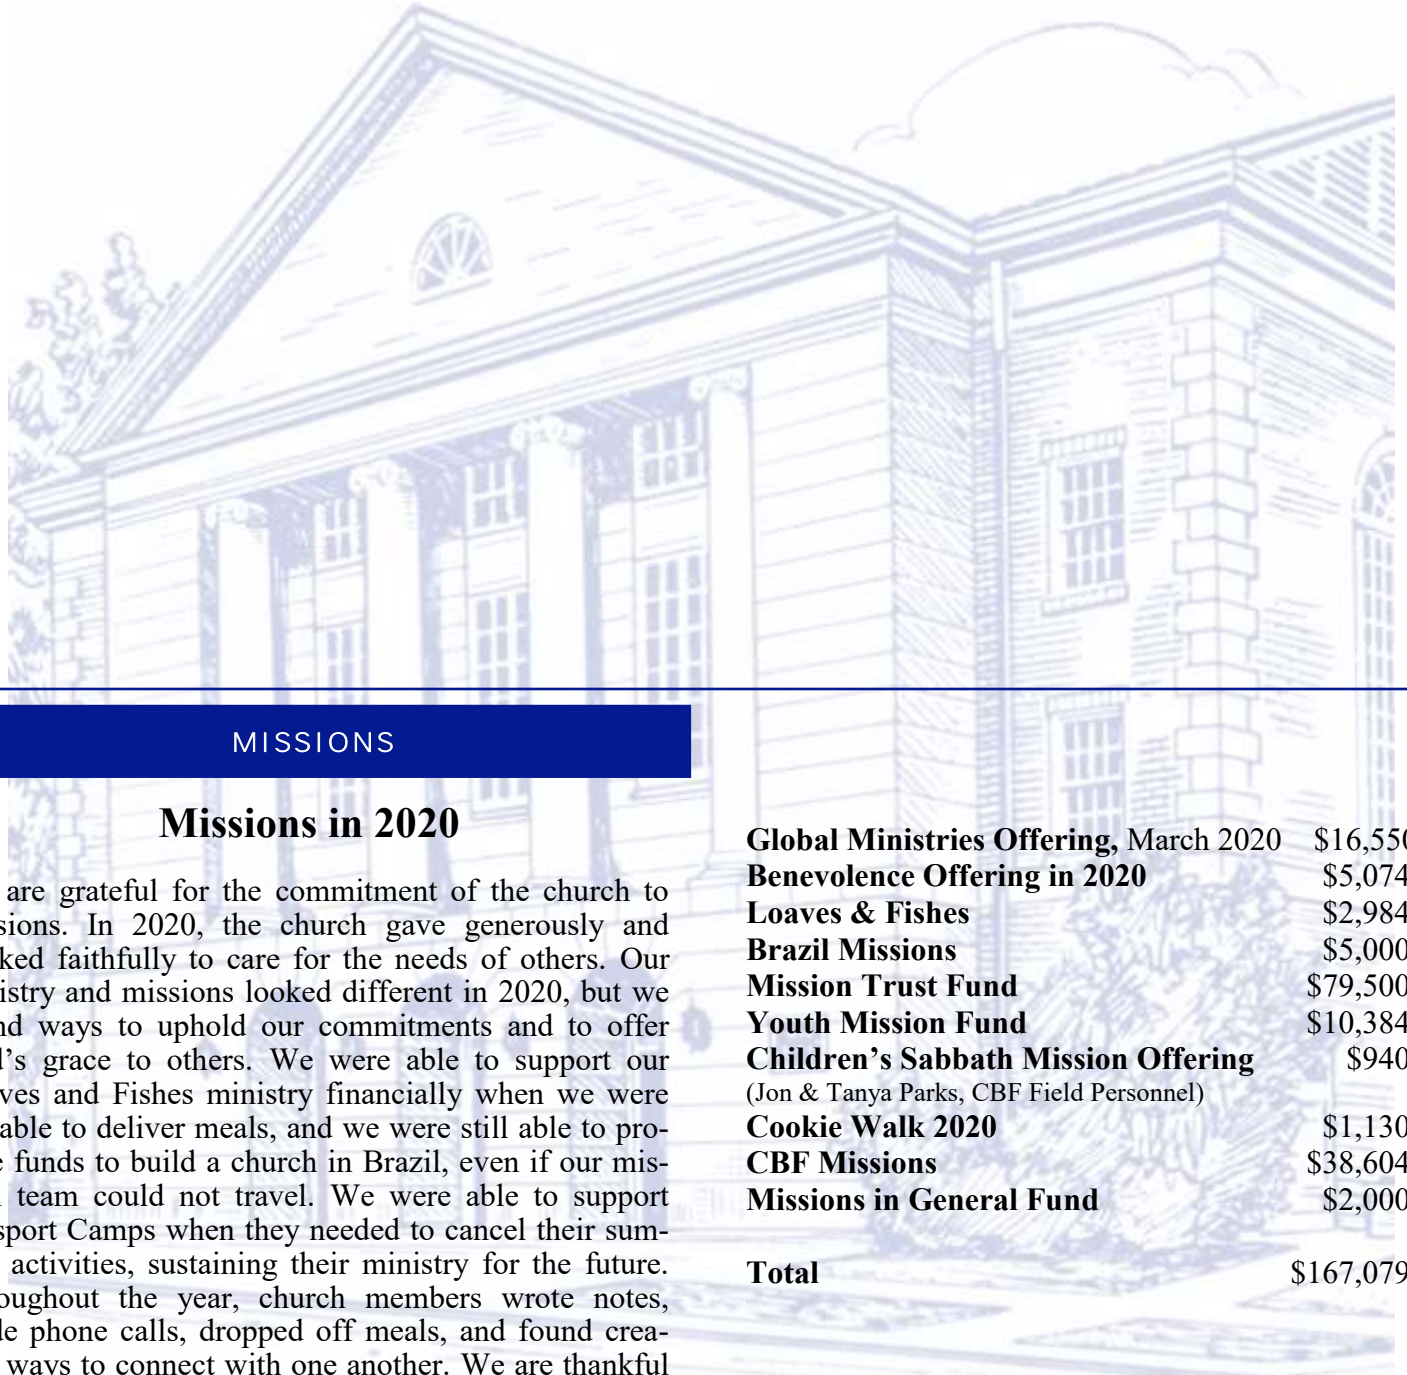 MISSIONS
Missions in 2020
are grateful for the commitment of the church to
sions. In 2020, the church gave generously and
ked faithfully to care for the needs of others. Our
istry and missions looked different in 2020, but we
nd ways to uphold our commitments and to offer
l's grace to others. We were able to support our
ves and Fishes ministry financially when we were
able to deliver meals, and we were still able to pro-
e funds to build a church in Brazil, even if our mis-
n team could not travel. We were able to support
sport Camps when they needed to cancel their sum-
activities, sustaining their ministry for the future.
oughout the year, church members wrote notes,
de phone calls, dropped off meals, and found crea-
ways to connect with one another. We are thankful
Global Ministries Offering, March 2020 $16,550
Benevolence Offering in 2020 $5,074
Loaves & Fishes $2,984
Brazil Missions $5,000
Mission Trust Fund $79,500
Youth Mission Fund $10,384
Children’s Sabbath Mission Offering $940
(Jon & Tanya Parks, CBF Field Personnel)
Cookie Walk 2020 $1,130
CBF Missions $38,604
Missions in General Fund $2,000
Total $167,079